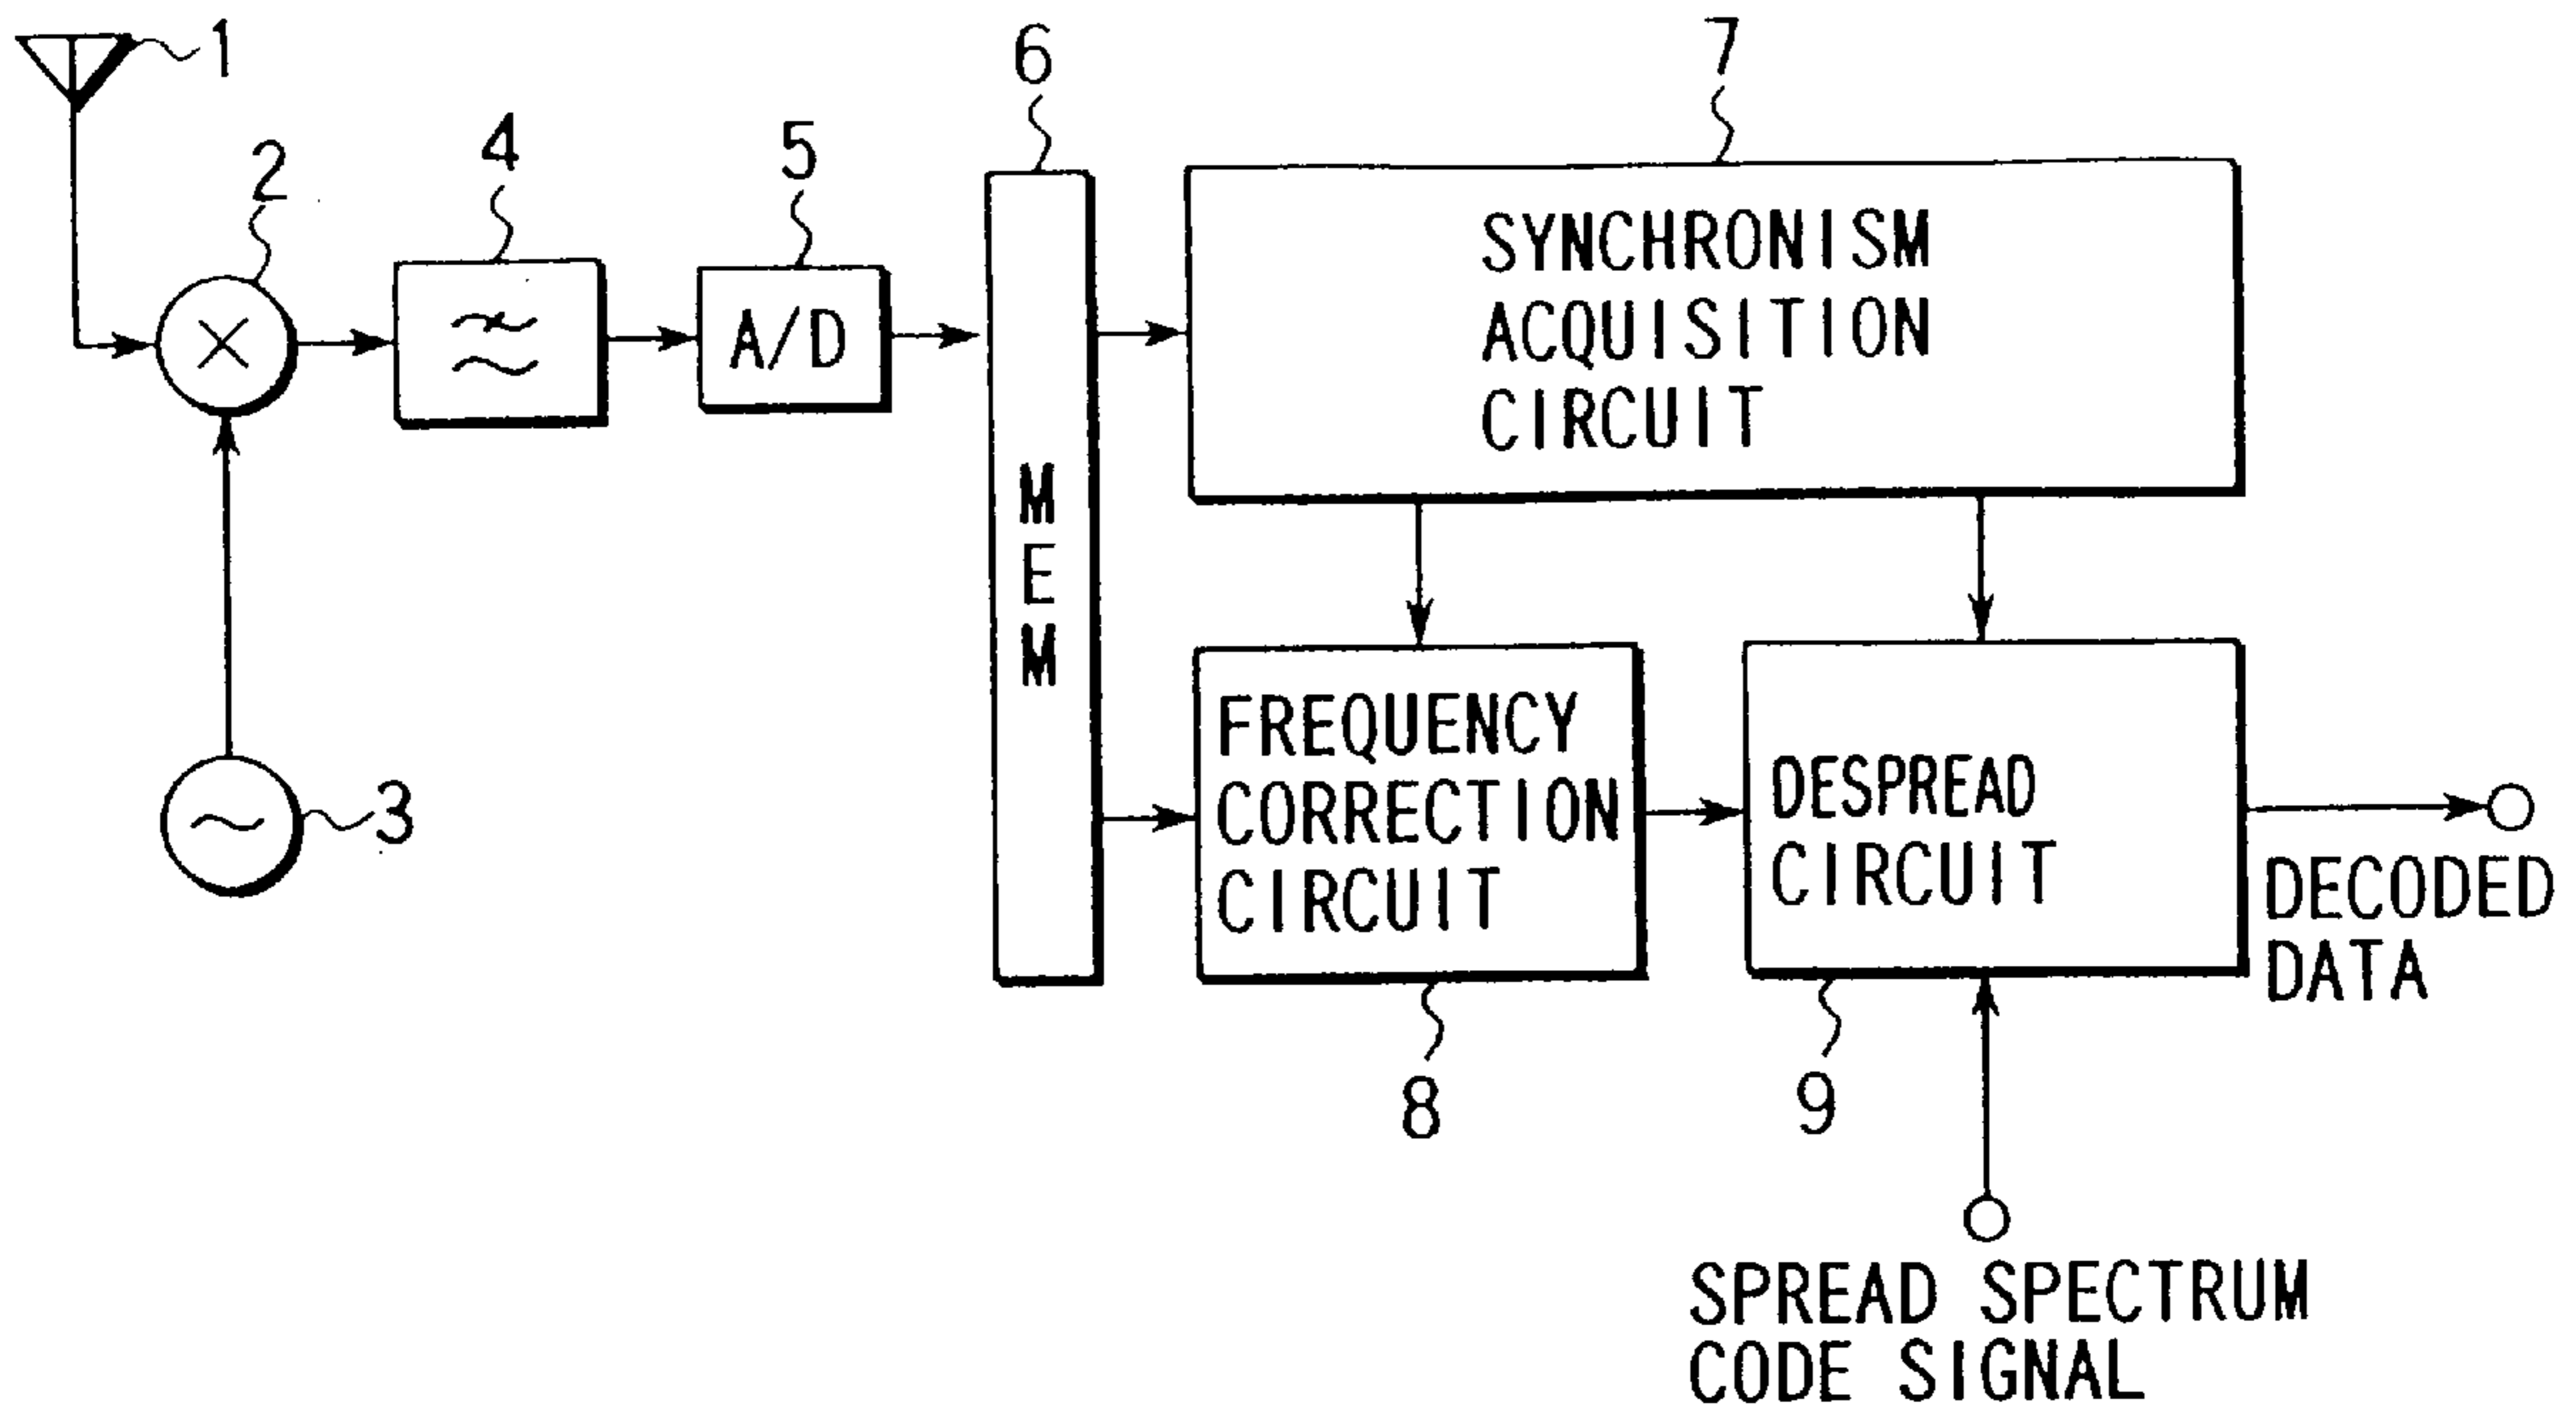 1
2
3
4
5
A/D
6
MEM
7
SYNCHRONISM
ACQUISITION
CIRCUIT
FREQUENCY
CORRECTION
CIRCUIT
8
DESPREAD
CIRCUIT
9
DECODED
DATA
SPREAD SPECTRUM
CODE SIGNAL